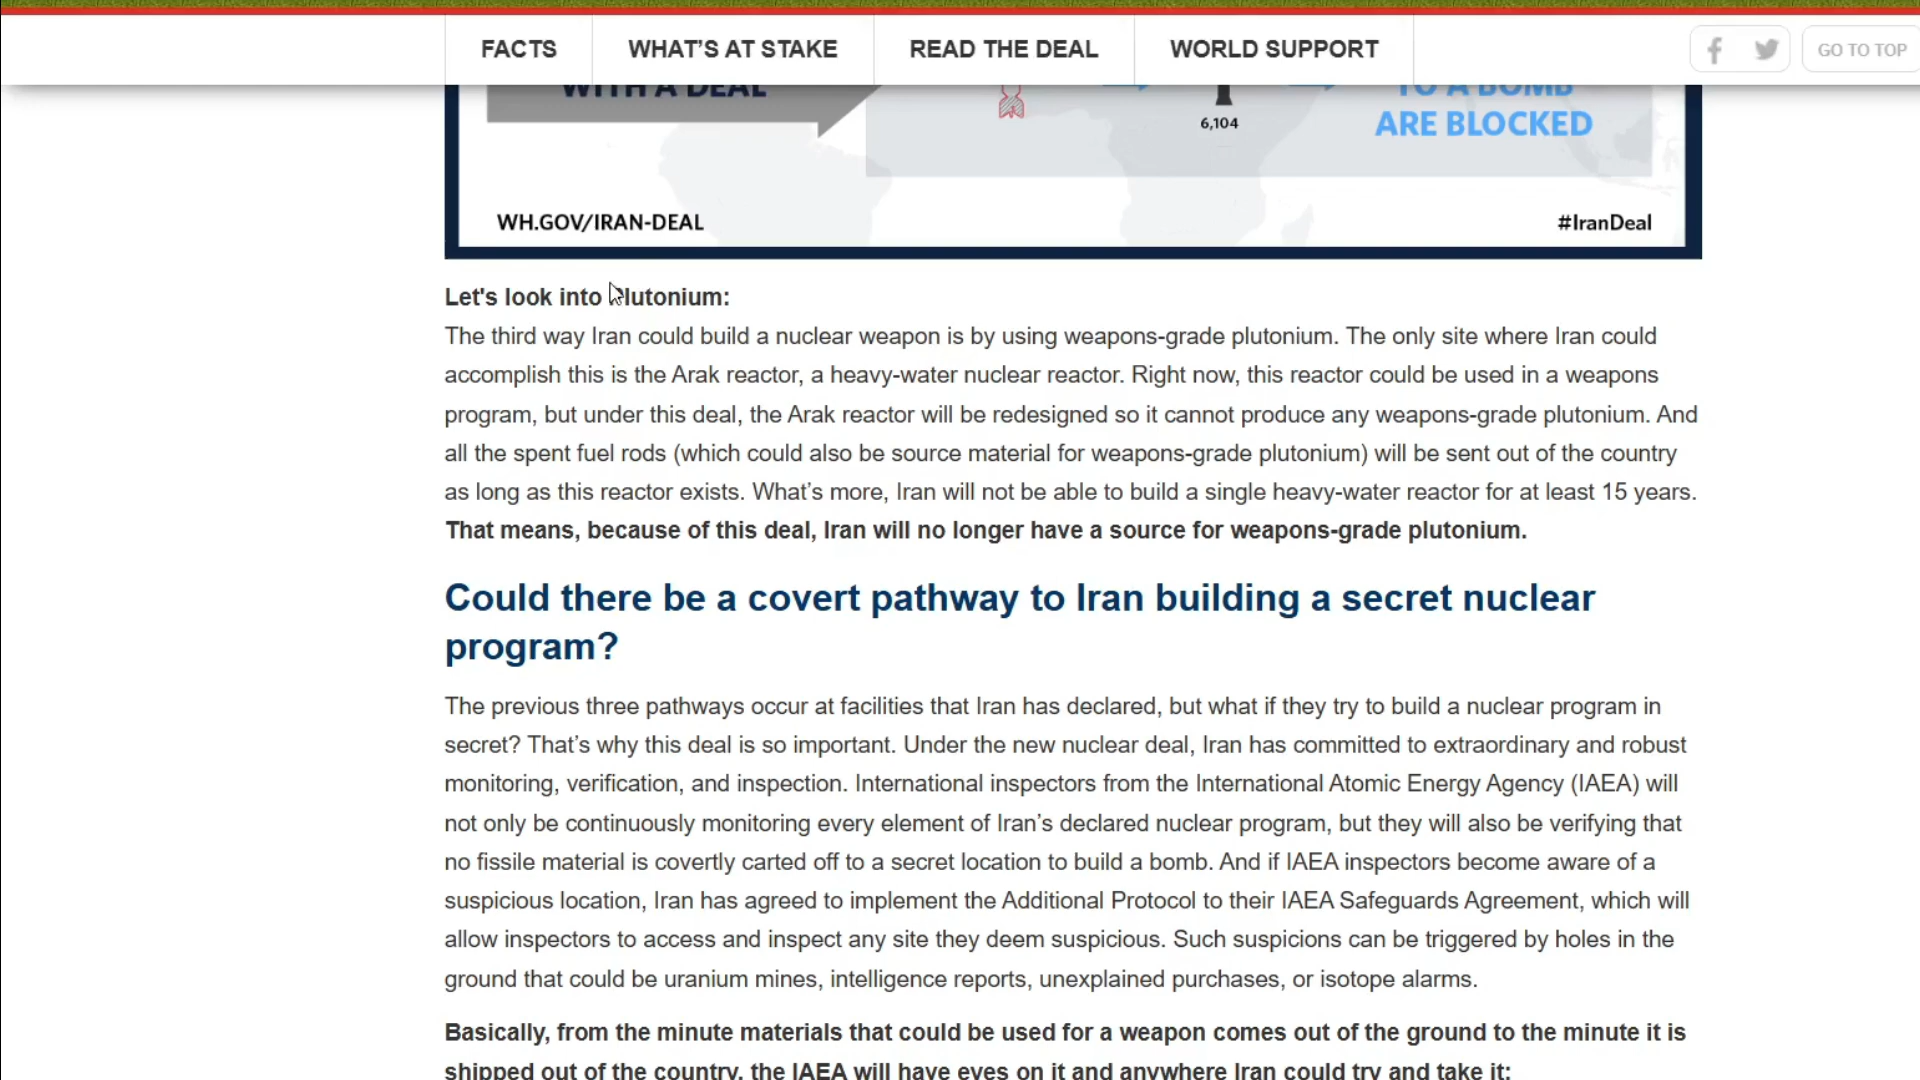 FACTS WHAT'S AT STAKE READ THE DEAL WORLD SUPPORT GO TO TOP
WITH A DEAL TO A BOMB
6,104 ARE BLOCKED
WH.GOV/IRAN-DEAL #IranDeal
Let's look into Plutonium:
The third way Iran could build a nuclear weapon is by using weapons-grade plutonium. The only site where Iran could
accomplish this is the Arak reactor, a heavy-water nuclear reactor. Right now, this reactor could be used in a weapons
program, but under this deal, the Arak reactor will be redesigned so it cannot produce any weapons-grade plutonium. And
all the spent fuel rods (which could also be source material for weapons-grade plutonium) will be sent out of the country
as long as this reactor exists. What's more, Iran will not be able to build a single heavy-water reactor for at least 15 years.
That means, because of this deal, Iran will no longer have a source for weapons-grade plutonium.
Could there be a covert pathway to Iran building a secret nuclear
program?
The previous three pathways occur at facilities that Iran has declared, but what if they try to build a nuclear program in
secret? That's why this deal is so important. Under the new nuclear deal, Iran has committed to extraordinary and robust
monitoring, verification, and inspection. International inspectors from the International Atomic Energy Agency (IAEA) will
not only be continuously monitoring every element of Iran's declared nuclear program, but they will also be verifying that
no fissile material is covertly carted off to a secret location to build a bomb. And if IAEA inspectors become aware of a
suspicious location, Iran has agreed to implement the Additional Protocol to their IAEA Safeguards Agreement, which will
allow inspectors to access and inspect any site they deem suspicious. Such suspicions can be triggered by holes in the
ground that could be uranium mines, intelligence reports, unexplained purchases, or isotope alarms.
Basically, from the minute materials that could be used for a weapon comes out of the ground to the minute it is
shipped out of the country, the IAEA will have eyes on it and anywhere Iran could try and take it: